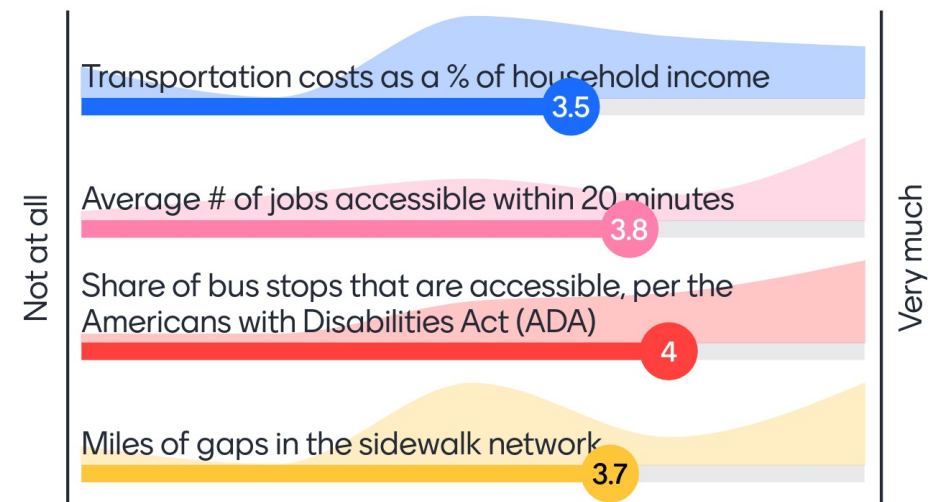 Transportation costs as a % of household income
3.5
Not at all
Average # of jobs accessible within 20 minutes
3.8
Very much
Share of bus stops that are accessible, per the
Americans with Disabilities Act (ADA)
4
Miles of gaps in the sidewalk network
3.7